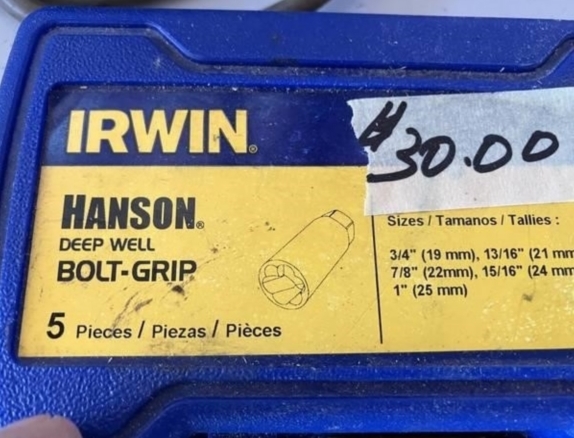 IRWIN®
$30.00
HANSON®
DEEP WELL
BOLT-GRIP
5 Pieces / Piezas / Pièces
Sizes / Tamanos / Tallies :
3/4" (19 mm), 13/16" (21 mm
7/8" (22mm), 15/16" (24 mm
1" (25 mm)